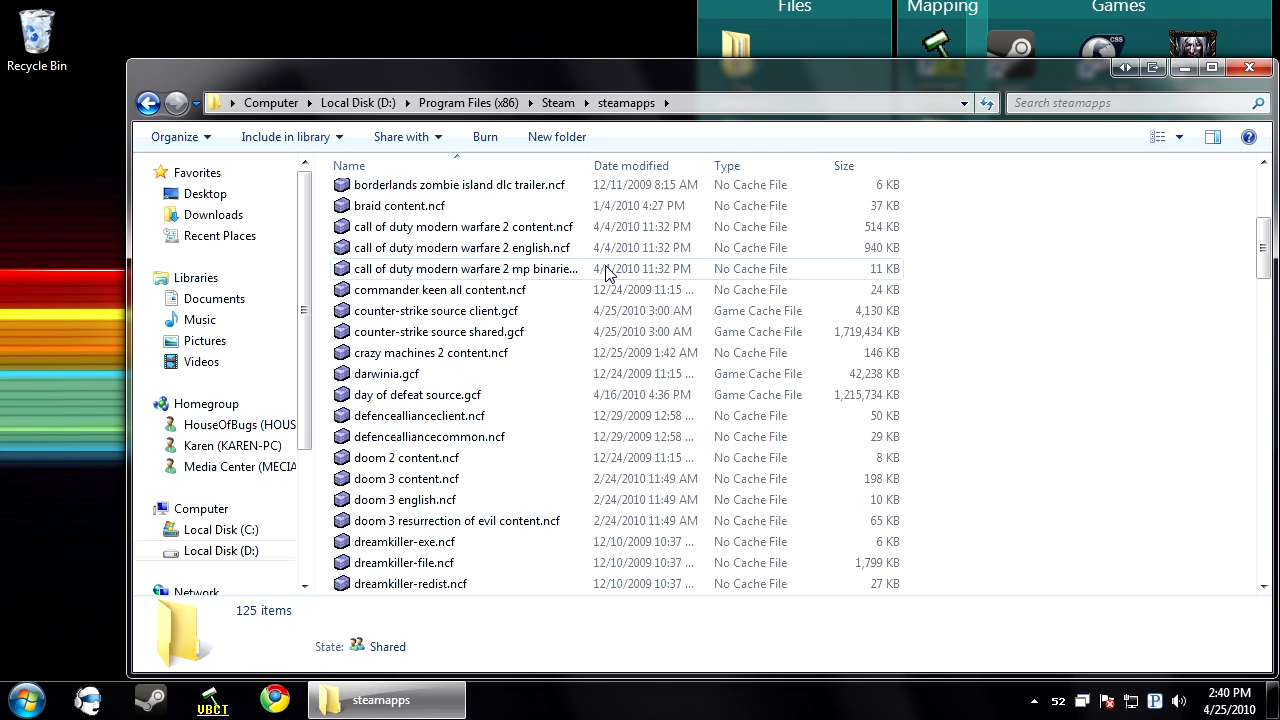 Files
Mapping
Games
Recycle Bin
CSS
Computer Local Disk (D:) Program Files (x86) Steam steamapps
Search steamapps
Organize Include in library Share with Burn New folder
Name Date modified Type Size
borderlands zombie island dlc trailer.ncf 12/11/2009 8:15 AM No Cache File 6 KB
braid content.ncf 1/4/2010 4:27 PM No Cache File 37 KB
call of duty modern warfare 2 content.ncf 4/4/2010 11:32 PM No Cache File 514 KB
call of duty modern warfare 2 english.ncf 4/4/2010 11:32 PM No Cache File 940 KB
call of duty modern warfare 2 mp binarie... 4/4/2010 11:32 PM No Cache File 11 KB
commander keen all content.ncf 12/24/2009 11:15 ... No Cache File 24 KB
counter-strike source client.gcf 4/25/2010 3:00 AM Game Cache File 4,130 KB
counter-strike source shared.gcf 4/25/2010 3:00 AM Game Cache File 1,719,434 KB
crazy machines 2 content.ncf 12/25/2009 1:42 AM No Cache File 146 KB
darwinia.gcf 12/24/2009 11:15 ... Game Cache File 42,238 KB
day of defeat source.gcf 4/16/2010 4:36 PM Game Cache File 1,215,734 KB
defenceallianceclient.ncf 12/29/2009 12:58 ... No Cache File 50 KB
defencealliancecommon.ncf 12/29/2009 12:58 ... No Cache File 29 KB
doom 2 content.ncf 12/24/2009 11:15 ... No Cache File 8 KB
doom 3 content.ncf 2/24/2010 11:49 AM No Cache File 198 KB
doom 3 english.ncf 2/24/2010 11:49 AM No Cache File 10 KB
doom 3 resurrection of evil content.ncf 2/24/2010 11:49 AM No Cache File 65 KB
dreamkiller-exe.ncf 12/10/2009 10:37 ... No Cache File 6 KB
dreamkiller-file.ncf 12/10/2009 10:37 ... No Cache File 1,799 KB
dreamkiller-redist.ncf 12/10/2009 10:37 ... No Cache File 27 KB
Favorites
Desktop
Downloads
Recent Places
Libraries
Documents
Music
Pictures
Videos
Homegroup
HouseOfBugs (HOUS
Karen (KAREN-PC)
Media Center (MECIA
Computer
Local Disk (C:)
Local Disk (D:)
Network
125 items
State: Shared
VBCT
steamapps
52
2:40 PM
4/25/2010